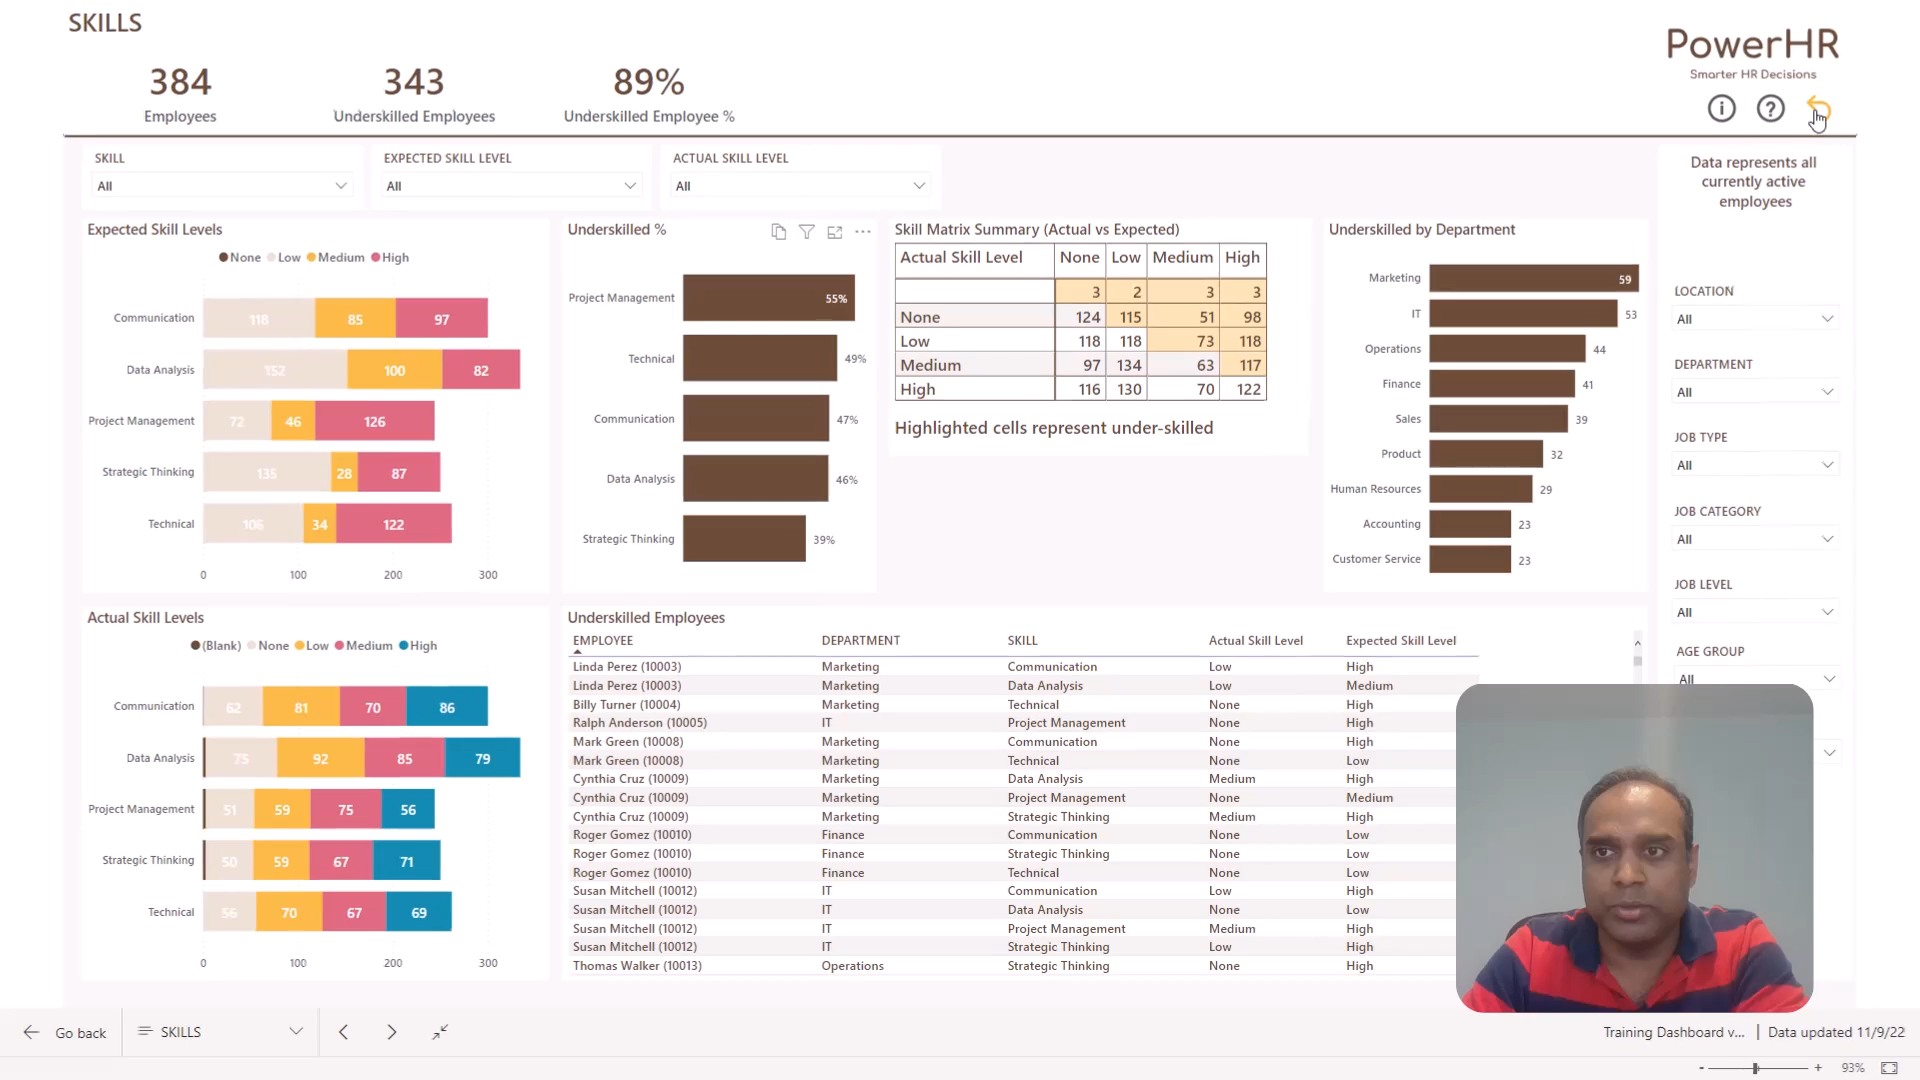 SKILLS
384
Employees
343
Underskilled Employees
89%
Underskilled Employee %
PowerHR
Smarter HR Decisions
SKILL
All
EXPECTED SKILL LEVEL
All
ACTUAL SKILL LEVEL
All
Data represents all
currently active
employees
LOCATION
All
DEPARTMENT
All
JOB TYPE
All
JOB CATEGORY
All
JOB LEVEL
All
AGE GROUP
All
Expected Skill Levels
None Low Medium High
Communication 118 85 97
Data Analysis 152 100 82
Project Management 72 46 126
Strategic Thinking 135 28 87
Technical 106 34 122
0 100 200 300
Underskilled %
Project Management 55%
Technical 49%
Communication 47%
Data Analysis 46%
Strategic Thinking 39%
Skill Matrix Summary (Actual vs Expected)
Actual Skill Level None Low Medium High
3 2 3 3
None 124 115 51 98
Low 118 118 73 118
Medium 97 134 63 117
High 116 130 70 122
Highlighted cells represent under-skilled
Underskilled by Department
Marketing 59
IT 53
Operations 44
Finance 41
Sales 39
Product 32
Human Resources 29
Accounting 23
Customer Service 23
Actual Skill Levels
(Blank) None Low Medium High
Communication 62 81 70 86
Data Analysis 75 92 85 79
Project Management 51 59 75 56
Strategic Thinking 50 59 67 71
Technical 56 70 67 69
0 100 200 300
Underskilled Employees
EMPLOYEE DEPARTMENT SKILL Actual Skill Level Expected Skill Level
Linda Perez (10003) Marketing Communication Low High
Linda Perez (10003) Marketing Data Analysis Low Medium
Billy Turner (10004) Marketing Technical None High
Ralph Anderson (10005) IT Project Management None High
Mark Green (10008) Marketing Communication None High
Mark Green (10008) Marketing Technical None Low
Cynthia Cruz (10009) Marketing Data Analysis Medium High
Cynthia Cruz (10009) Marketing Project Management None Medium
Cynthia Cruz (10009) Marketing Strategic Thinking Medium High
Roger Gomez (10010) Finance Communication None Low
Roger Gomez (10010) Finance Strategic Thinking None Low
Roger Gomez (10010) Finance Technical None Low
Susan Mitchell (10012) IT Communication Low High
Susan Mitchell (10012) IT Data Analysis None Low
Susan Mitchell (10012) IT Project Management Medium High
Susan Mitchell (10012) IT Strategic Thinking Low High
Thomas Walker (10013) Operations Strategic Thinking None High
Go back
SKILLS
Training Dashboard v... | Data updated 11/9/22
- + 93%